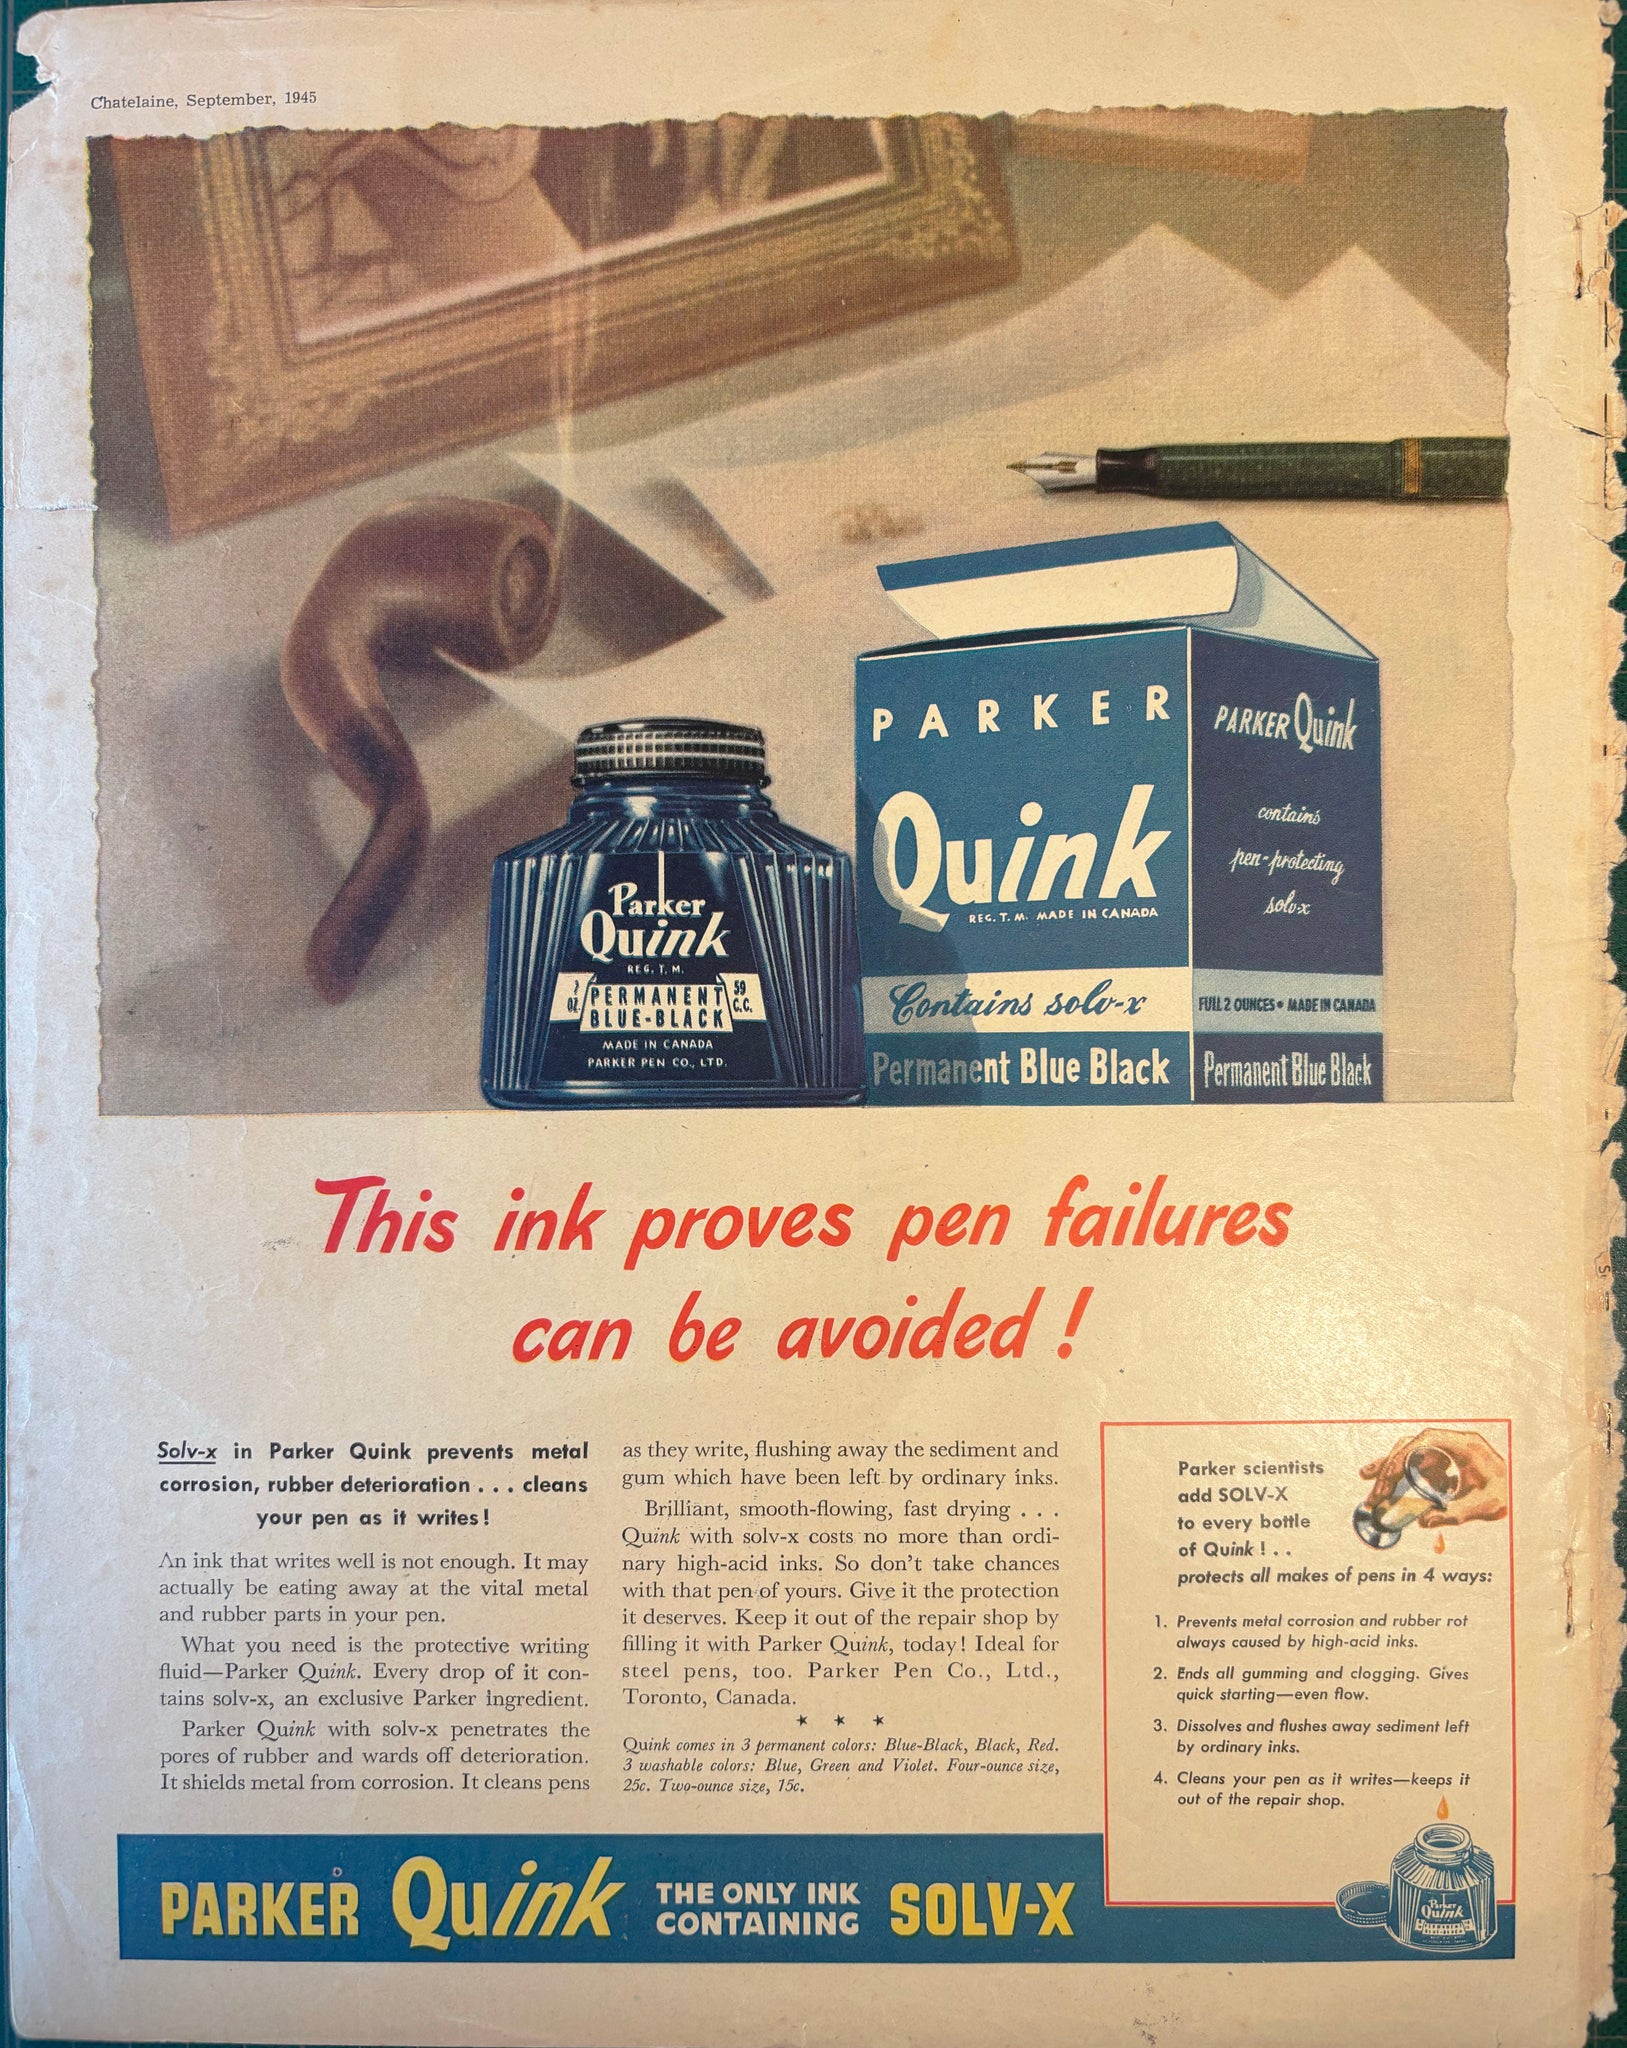 Chatelaine, September, 1945
PARKER
Quink
REG. T. M. MADE IN CANADA
Contains solv-x
Permanent Blue Black
PARKER Quink
contains
pen-protecting
solv-x
FULL 2 OUNCES • MADE IN CANADA
Permanent Blue Black
Parker
Quink
REG. T. M.
2 OZ. PERMANENT 59 C.C.
BLUE-BLACK
MADE IN CANADA
PARKER PEN CO., LTD.
This ink proves pen failures
can be avoided!
Solv-x in Parker Quink prevents metal
corrosion, rubber deterioration . . . cleans
your pen as it writes!
An ink that writes well is not enough. It may
actually be eating away at the vital metal
and rubber parts in your pen.
What you need is the protective writing
fluid—Parker Quink. Every drop of it con-
tains solv-x, an exclusive Parker ingredient.
Parker Quink with solv-x penetrates the
pores of rubber and wards off deterioration.
It shields metal from corrosion. It cleans pens
as they write, flushing away the sediment and
gum which have been left by ordinary inks.
Brilliant, smooth-flowing, fast drying . . .
Quink with solv-x costs no more than ordi-
nary high-acid inks. So don't take chances
with that pen of yours. Give it the protection
it deserves. Keep it out of the repair shop by
filling it with Parker Quink, today! Ideal for
steel pens, too. Parker Pen Co., Ltd.,
Toronto, Canada.
★ ★ ★
Quink comes in 3 permanent colors: Blue-Black, Black, Red.
3 washable colors: Blue, Green and Violet. Four-ounce size,
25c. Two-ounce size, 15c.
Parker scientists
add SOLV-X
to every bottle
of Quink! . .
protects all makes of pens in 4 ways:
1. Prevents metal corrosion and rubber rot
always caused by high-acid inks.
2. Ends all gumming and clogging. Gives
quick starting—even flow.
3. Dissolves and flushes away sediment left
by ordinary inks.
4. Cleans your pen as it writes—keeps it
out of the repair shop.
PARKER Quink THE ONLY INK
CONTAINING SOLV-X
Parker
Quink